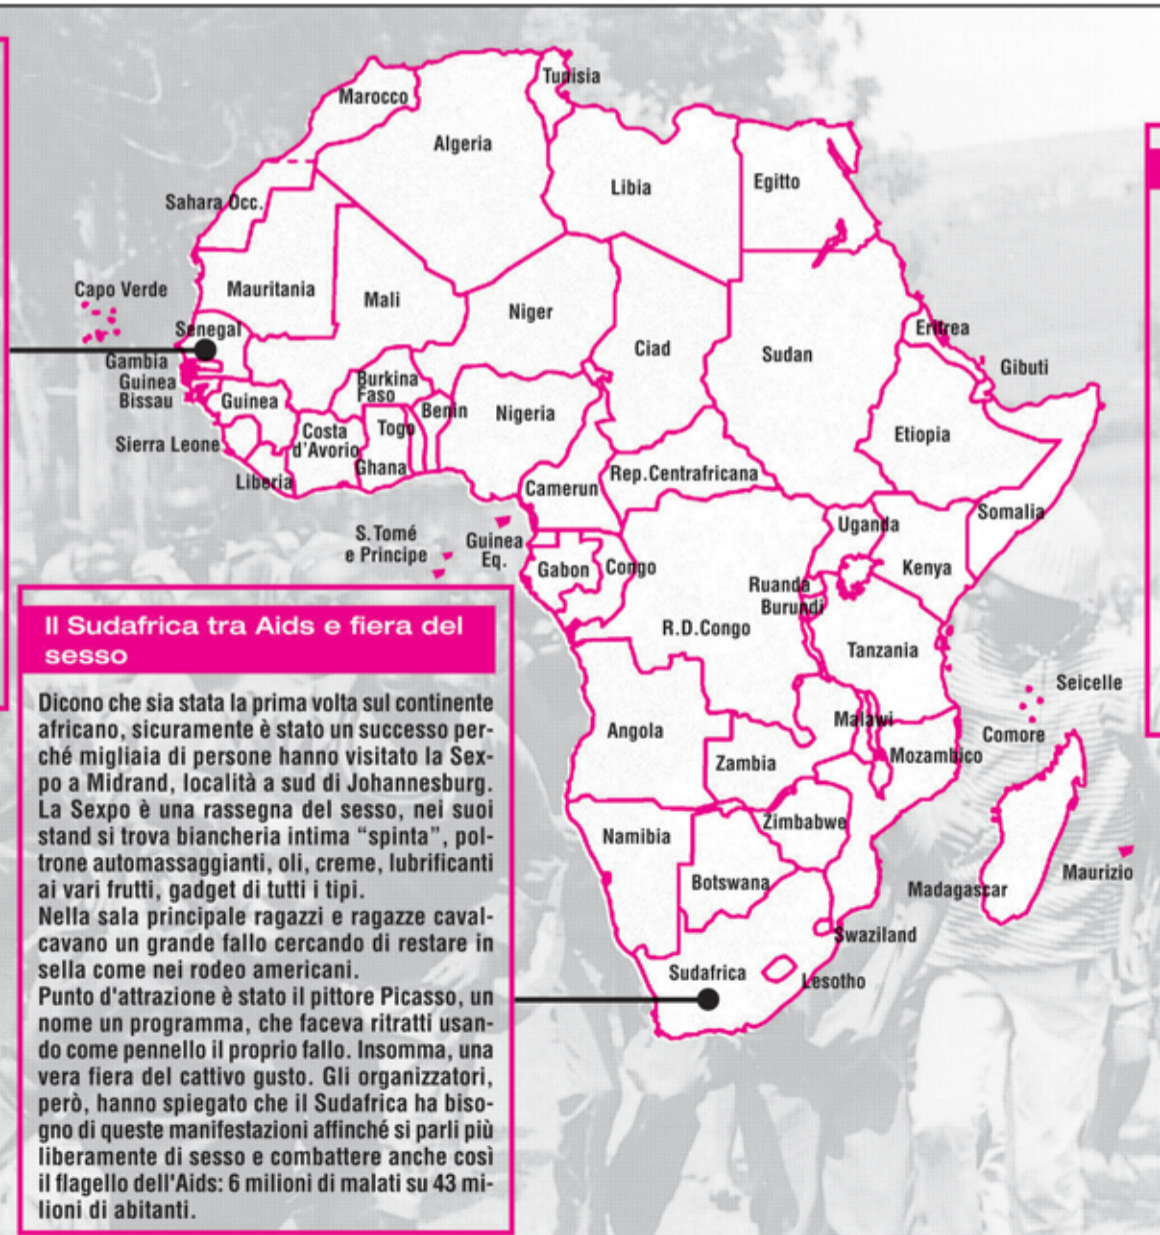 Tunisia
Marocco
Algeria
Libia
Egitto
Sahara Occ.
Capo Verde
Mauritania
Mali
Niger
Senegal
Eritrea
Ciad
Sudan
Gibuti
Gambia
Guinea
Bissau
Guinea
Burkina
Faso
Benin
Nigeria
Togo
Costa
d'Avorio
Etiopia
Sierra Leone
Ghana
Liberia
Camerun
Rep.Centrafricana
Somalia
Uganda
S.Tomé
e Principe
Guinea
Eq.
Gabon
Congo
Kenya
Ruanda
Burundi
R.D.Congo
Tanzania
Seicelle
Angola
Malawi
Comore
Zambia
Mozambico
Zimbabwe
Namibia
Botswana
Madagascar
Maurizio
Swaziland
Sudafrica
Lesotho
Il Sudafrica tra Aids e fiera del
sesso
Dicono che sia stata la prima volta sul continente
africano, sicuramente è stato un successo per-
ché migliaia di persone hanno visitato la Sex-
po a Midrand, località a sud di Johannesburg.
La Sexpo è una rassegna del sesso, nei suoi
stand si trova biancheria intima “spinta”, pol-
trone automassaggianti, oli, creme, lubrificanti
ai vari frutti, gadget di tutti i tipi.
Nella sala principale ragazzi e ragazze caval-
cavano un grande fallo cercando di restare in
sella come nei rodeo americani.
Punto d'attrazione è stato il pittore Picasso, un
nome un programma, che faceva ritratti usan-
do come pennello il proprio fallo. Insomma, una
vera fiera del cattivo gusto. Gli organizzatori,
però, hanno spiegato che il Sudafrica ha biso-
gno di queste manifestazioni affinché si parli più
liberamente di sesso e combattere anche così
il flagello dell'Aids: 6 milioni di malati su 43 mi-
lioni di abitanti.